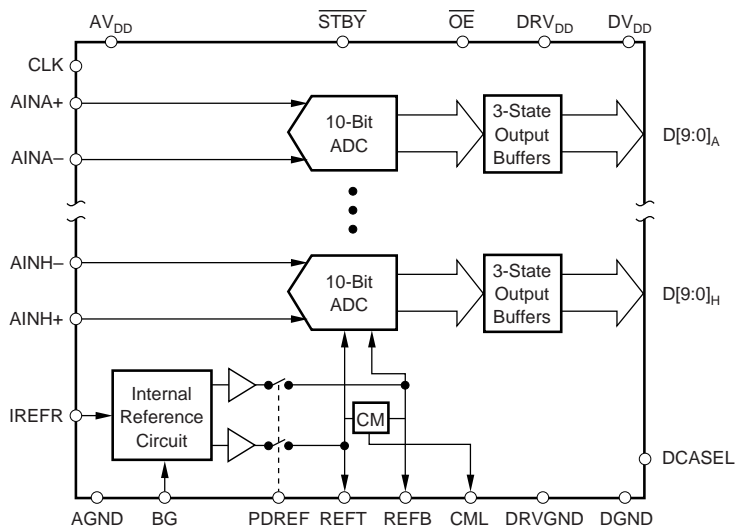 AVDD
STBY
OE
DRVDD
DVDD
CLK
AINA+
AINA–
10-Bit
ADC
3-State
Output
Buffers
D[9:0]A
AINH–
AINH+
10-Bit
ADC
3-State
Output
Buffers
D[9:0]H
IREFR
Internal
Reference
Circuit
CM
DCASEL
AGND
BG
PDREF
REFT
REFB
CML
DRVGND
DGND